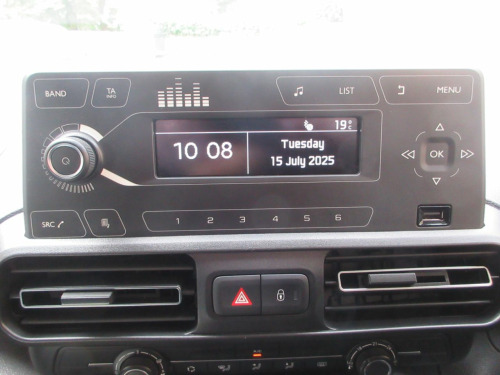 BAND
TA
INFO
LIST
MENU
19°
10 08
Tuesday
15 July 2025
OK
SRC
1 2 3 4 5 6